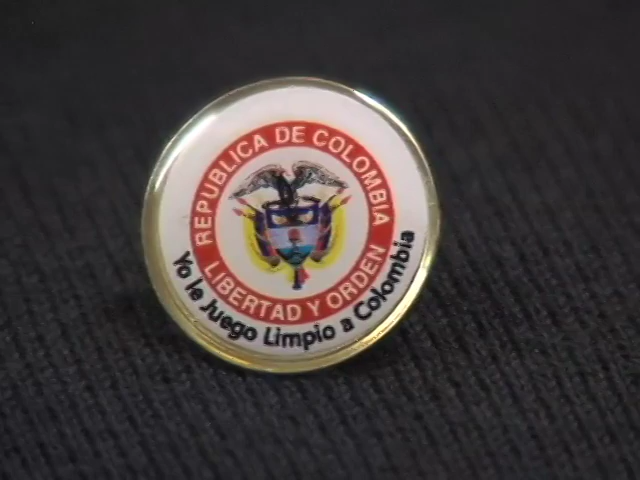 REPUBLICA DE COLOMBIA
LIBERTAD Y ORDEN
Yo le Juego Limpio a Colombia